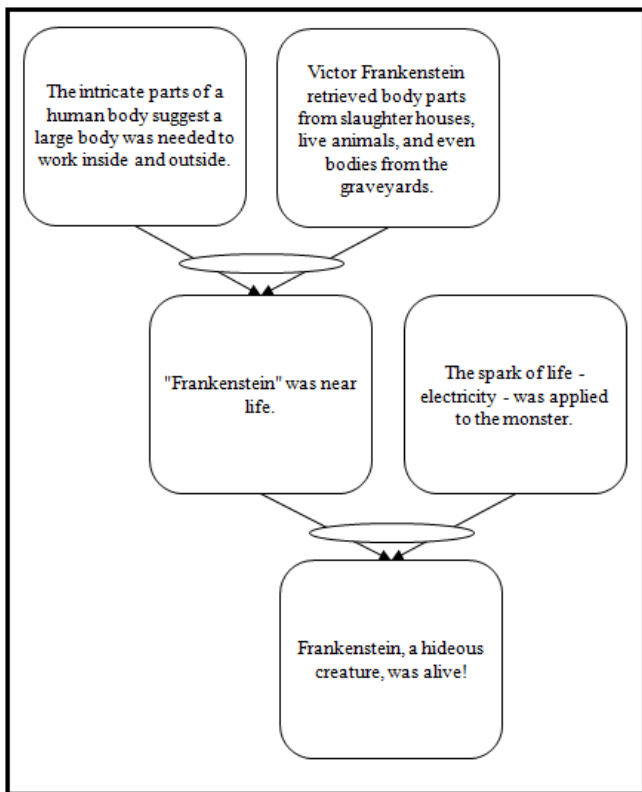 The intricate parts of a
human body suggest a
large body was needed to
work inside and outside.
Victor Frankenstein
retrieved body parts
from slaughter houses,
live animals, and even
bodies from the
graveyards.
"Frankenstein" was near
life.
The spark of life -
electricity - was applied
to the monster.
Frankenstein, a hideous
creature, was alive!